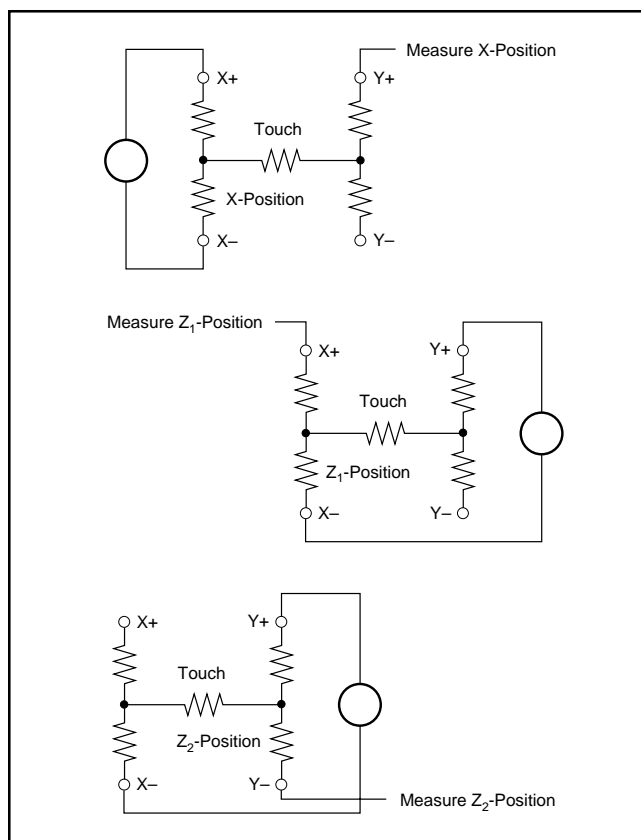 Measure X-Position
X+
Y+
Touch
X-Position
X–
Y–
Measure Z₁-Position
X+
Y+
Touch
Z₁-Position
X–
Y–
X+
Y+
Touch
Z₂-Position
X–
Y–
Measure Z₂-Position